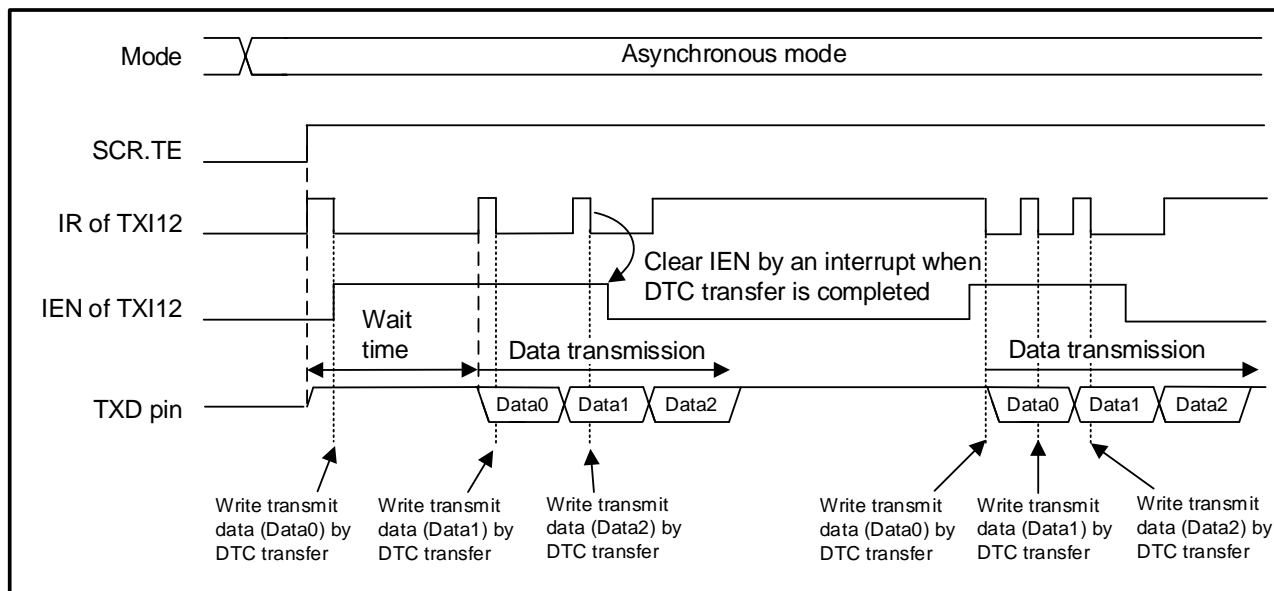 Mode
Asynchronous mode
SCR.TE
IR of TXI12
Clear IEN by an interrupt when
DTC transfer is completed
IEN of TXI12
Wait
time
Data transmission
Data transmission
TXD pin
Data0
Data1
Data2
Data0
Data1
Data2
Write transmit
data (Data0) by
DTC transfer
Write transmit
data (Data1) by
DTC transfer
Write transmit
data (Data2) by
DTC transfer
Write transmit
data (Data0) by
DTC transfer
Write transmit
data (Data1) by
DTC transfer
Write transmit
data (Data2) by
DTC transfer